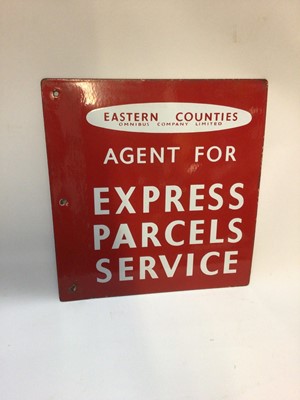 EASTERN COUNTIES
OMNIBUS COMPANY LIMITED
AGENT FOR
EXPRESS
PARCELS
SERVICE